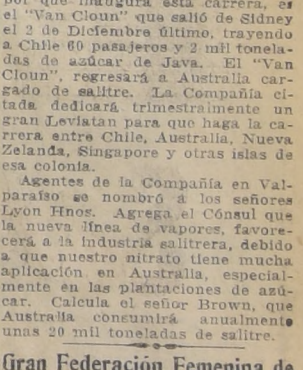 por que inaugura esta carrera, es
el "Van Cloun" que salió de Sidney
el 2 de Diciembre último, trayendo
a Chile 60 pasajeros y 2 mil tonela-
das de azúcar de Java. El "Van
Cloun", regresará a Australia car-
gado de salitre. La Compañía ci-
tada dedicará trimestralmente un
gran Leviatan para que haga la ca-
rrera entre Chile, Australia, Nueva
Zelanda, Singapore y otras islas de
esa colonia.
Agentes de la Compañía en Val-
paraíso se nombró a los señores
Lyon Hnos. Agrega el Cónsul que
la nueva línea de vapores, favore-
cerá a la industria salitrera, debido
a que nuestro nitrato tiene mucha
aplicación en Australia, especial-
mente en las plantaciones de azú-
car. Calcula el señor Brown, que
Australia consumirá anualmente
unas 20 mil toneladas de salitre.
Gran Federación Femenina de